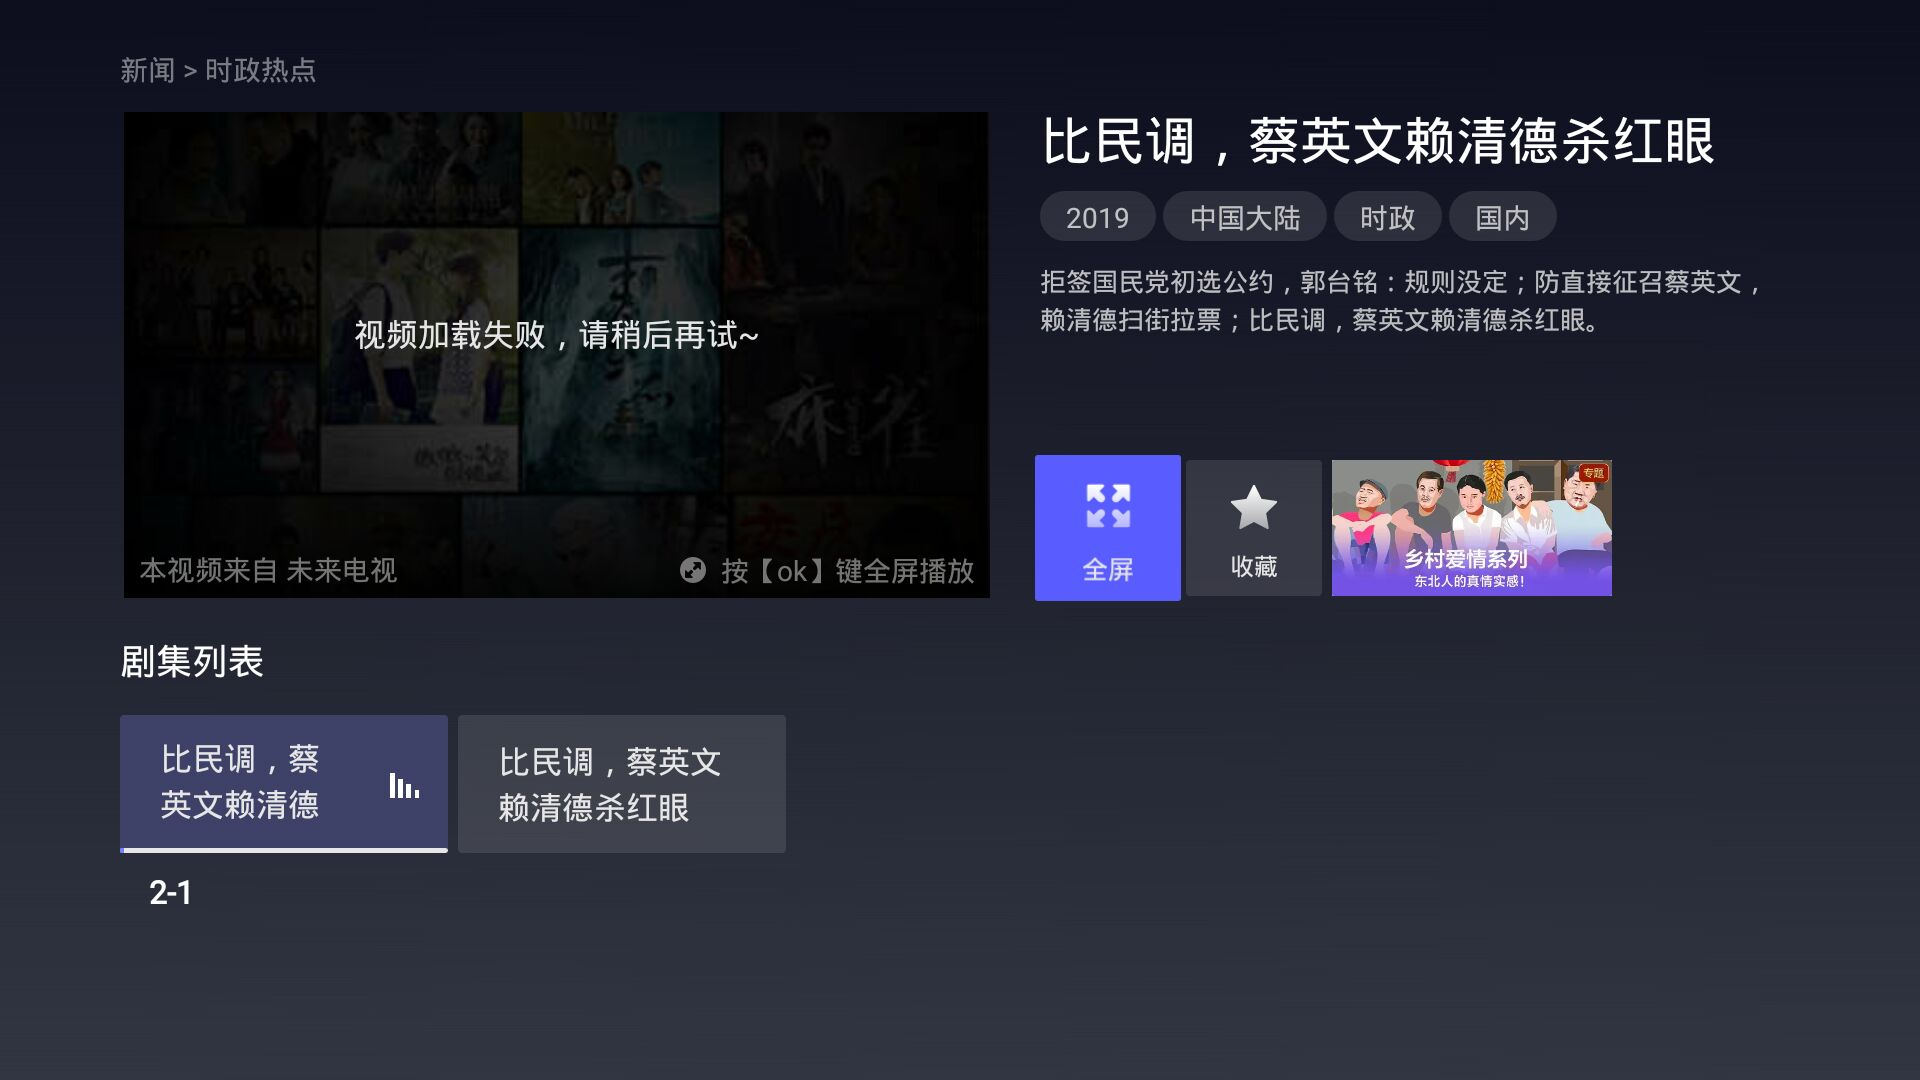 新闻 > 时政热点
视频加载失败，请稍后再试~
本视频来自 未来电视
按【ok】键全屏播放
比民调，蔡英文赖清德杀红眼
2019 中国大陆 时政 国内
拒签国民党初选公约，郭台铭：规则没定；防直接征召蔡英文，
赖清德扫街拉票；比民调，蔡英文赖清德杀红眼。
全屏
收藏
专题
乡村爱情系列
东北人的真情实感！
剧集列表
比民调，蔡
英文赖清德
比民调，蔡英文
赖清德杀红眼
2-1